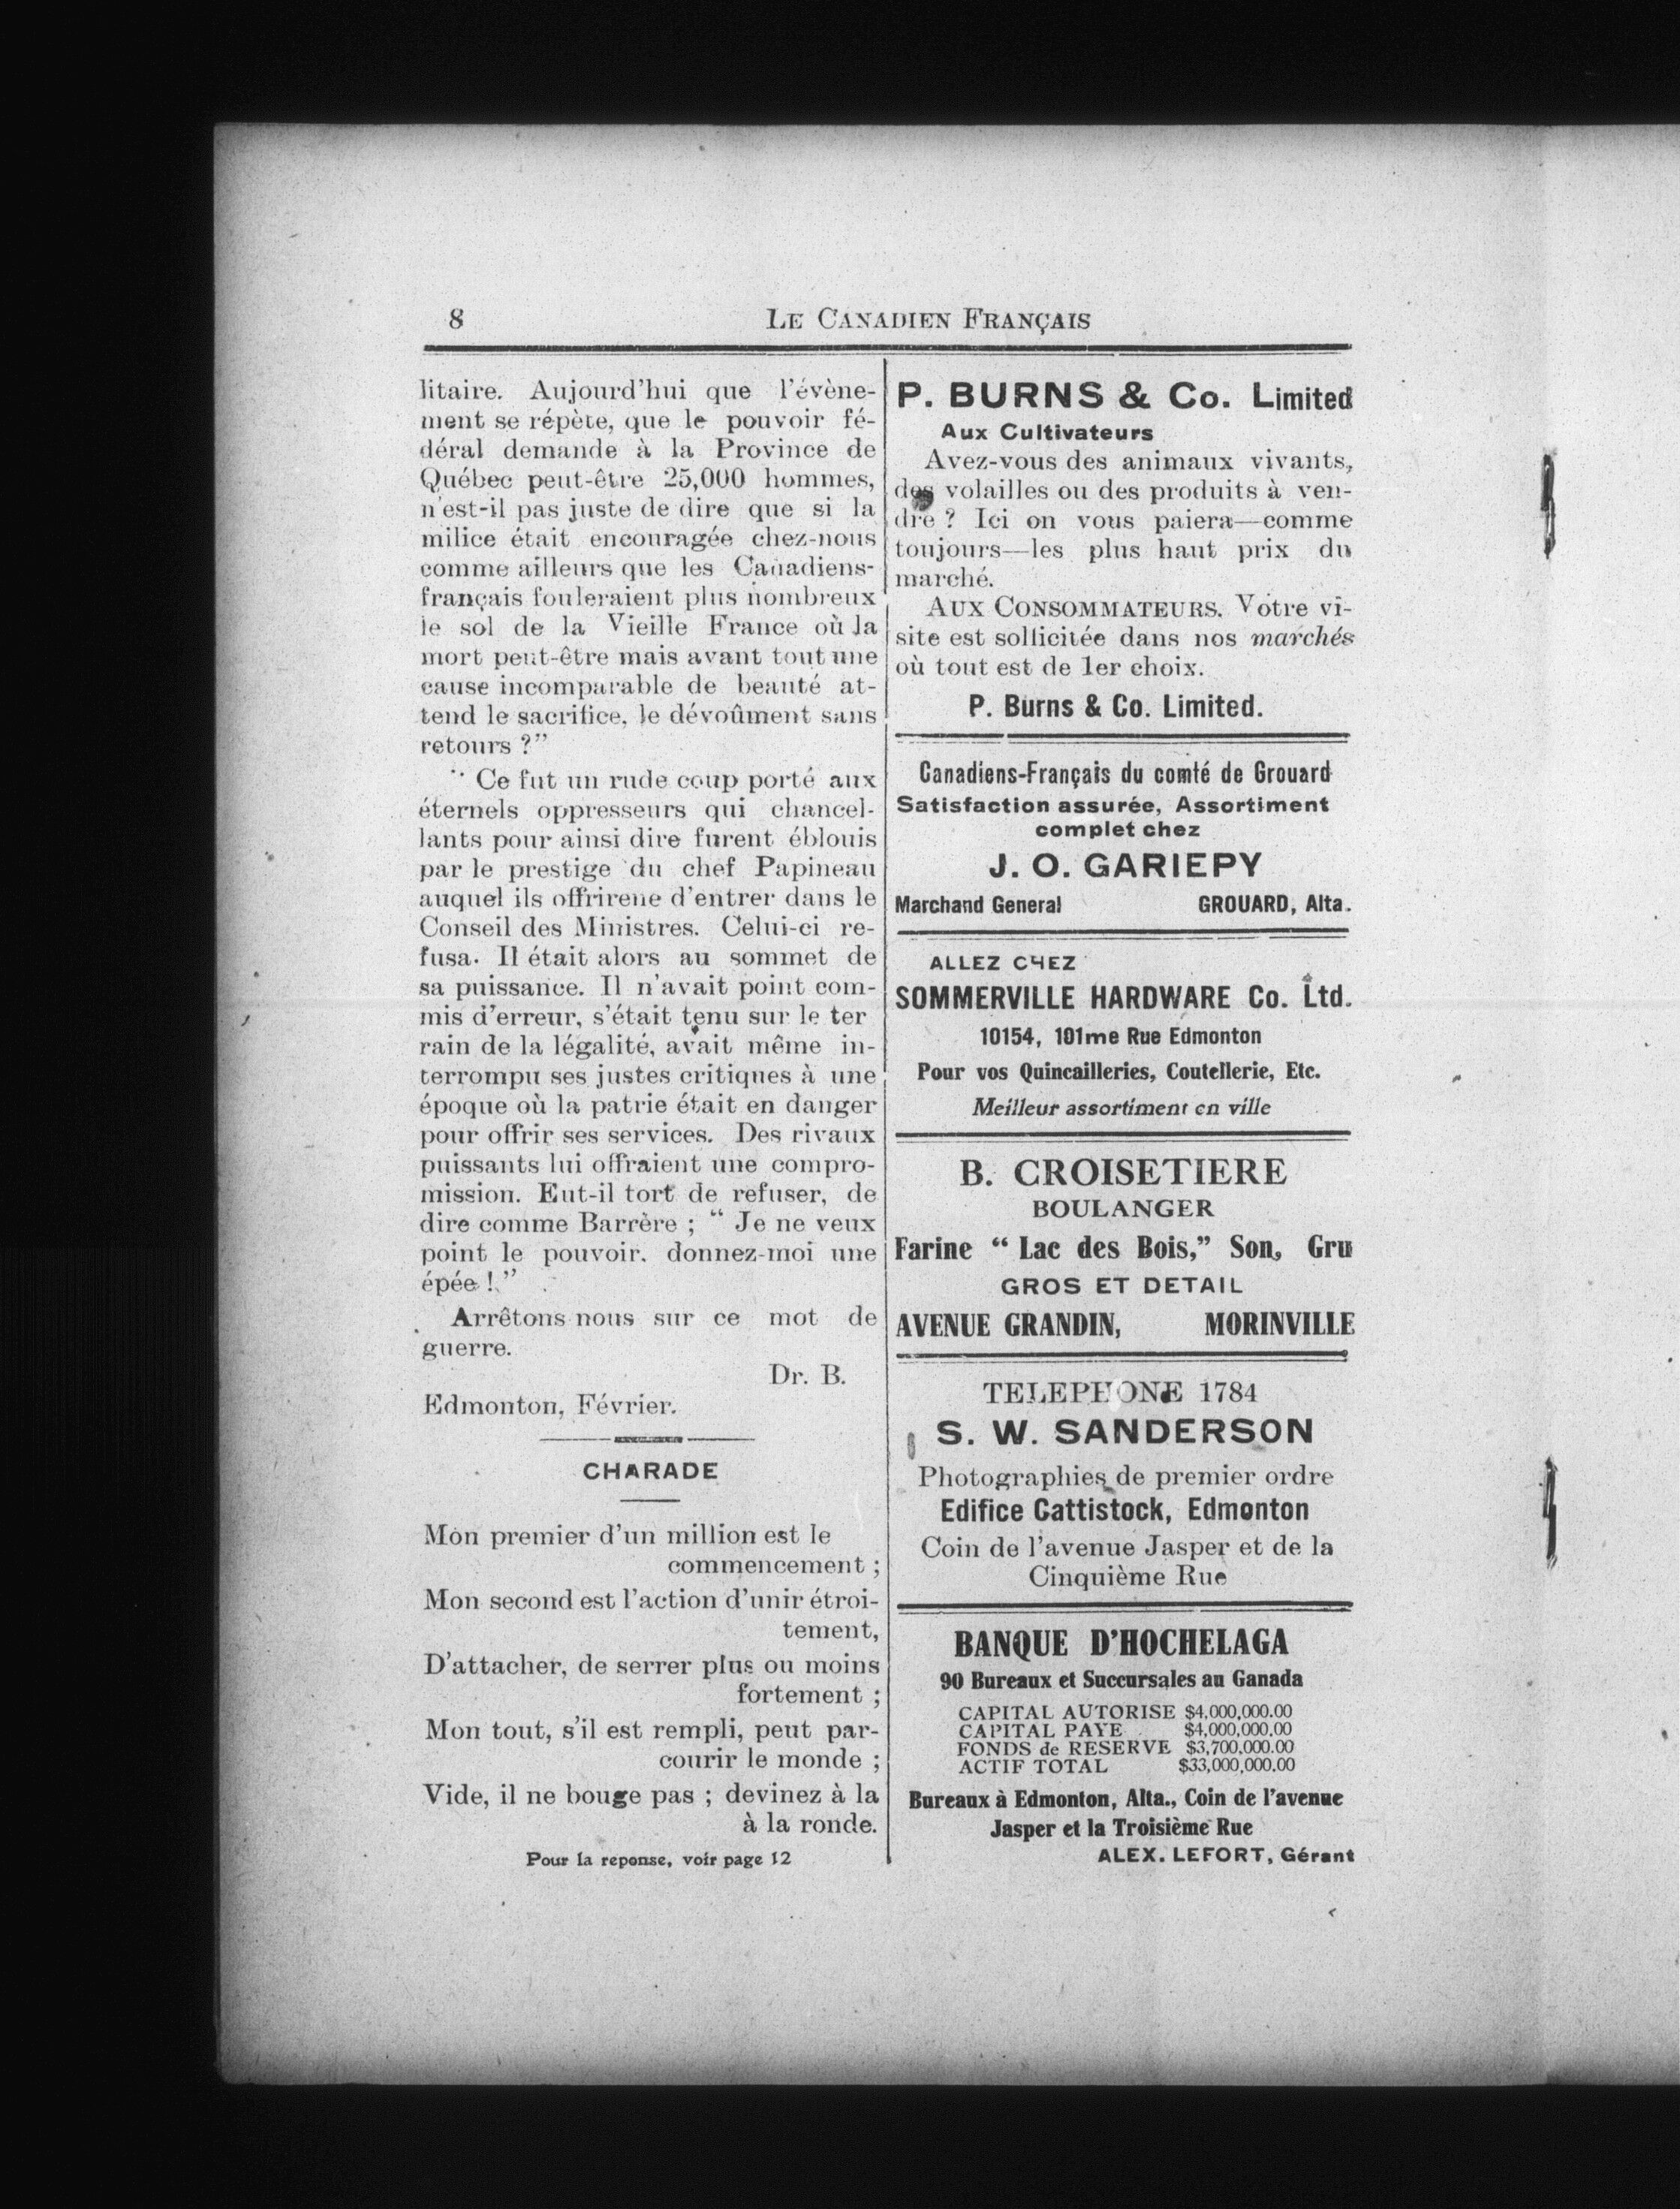 8
LE CANADIEN FRANÇAIS
litaire. Aujourd'hui que l'évène-
ment se répète, que le pouvoir fé-
déral demande à la Province de
Québec peut-être 25,000 hommes,
n'est-il pas juste de dire que si la
milice était encouragée chez-nous
comme ailleurs que les Canadiens-
français fouleraient plus nombreux
le sol de la Vieille France où la
mort peut-être mais avant tout une
cause incomparable de beauté at-
tend le sacrifice, le dévoûment sans
retours ?”
“ Ce fut un rude coup porté aux
éternels oppresseurs qui chancel-
lants pour ainsi dire furent éblouis
par le prestige du chef Papineau
auquel ils offrirene d'entrer dans le
Conseil des Ministres. Celui-ci re-
fusa. Il était alors au sommet de
sa puissance. Il n'avait point com-
mis d'erreur, s'était tenu sur le ter
rain de la légalité, avait même in-
terrompu ses justes critiques à une
époque où la patrie était en danger
pour offrir ses services. Des rivaux
puissants lui offraient une compro-
mission. Eut-il tort de refuser, de
dire comme Barrère ; “ Je ne veux
point le pouvoir. donnez-moi une
épée !”
Arrêtons nous sur ce mot de
guerre.
Dr. B.
Edmonton, Février.
CHARADE
Mon premier d'un million est le
commencement ;
Mon second est l'action d'unir étroi-
tement,
D'attacher, de serrer plus ou moins
fortement ;
Mon tout, s'il est rempli, peut par-
courir le monde ;
Vide, il ne bouge pas ; devinez à la
à la ronde.
Pour la reponse, voir page 12
P. BURNS & Co. Limited
Aux Cultivateurs
Avez-vous des animaux vivants,
des volailles ou des produits à ven-
dre ? Ici on vous paiera—comme
toujours—les plus haut prix du
marché.
AUX CONSOMMATEURS. Votre vi-
site est sollicitée dans nos marchés
où tout est de 1er choix.
P. Burns & Co. Limited.
Canadiens-Français du comté de Grouard
Satisfaction assurée, Assortiment
complet chez
J. O. GARIEPY
Marchand General GROUARD, Alta.
ALLEZ CHEZ
SOMMERVILLE HARDWARE Co. Ltd.
10154, 101me Rue Edmonton
Pour vos Quincailleries, Coutellerie, Etc.
Meilleur assortiment en ville
B. CROISETIERE
BOULANGER
Farine “ Lac des Bois,” Son, Gru
GROS ET DETAIL
AVENUE GRANDIN, MORINVILLE
TELEPHONE 1784
S. W. SANDERSON
Photographies de premier ordre
Edifice Cattistock, Edmonton
Coin de l'avenue Jasper et de la
Cinquième Rue
BANQUE D'HOCHELAGA
90 Bureaux et Succursales au Ganada
CAPITAL AUTORISE $4,000,000.00
CAPITAL PAYE $4,000,000.00
FONDS de RESERVE $3,700,000.00
ACTIF TOTAL $33,000,000.00
Bureaux à Edmonton, Alta., Coin de l'avenue
Jasper et la Troisième Rue
ALEX. LEFORT, Gérant